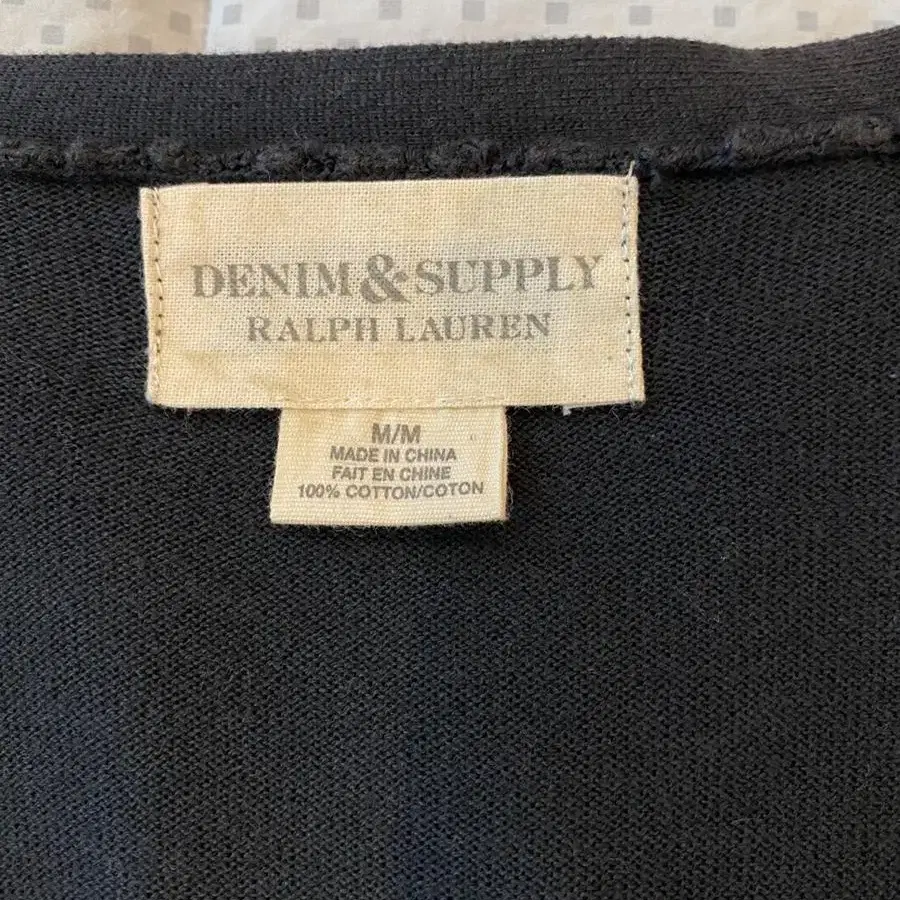 DENIM & SUPPLY
RALPH LAUREN
M/M
MADE IN CHINA
FAIT EN CHINE
100% COTTON/COTON